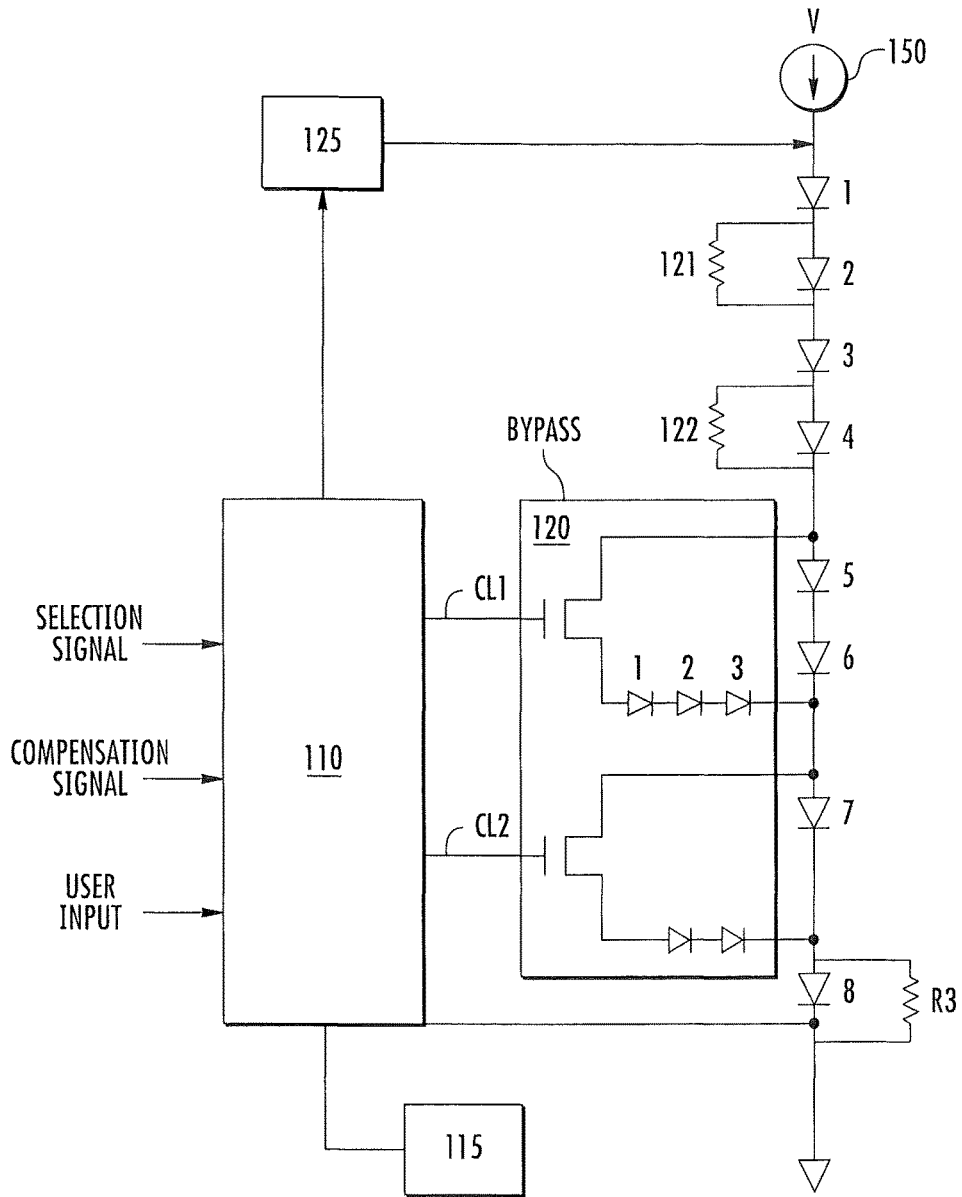 V
150
125
1
121
2
3
122
4
BYPASS
120
5
CL1
SELECTION
SIGNAL
6
1 2 3
COMPENSATION
SIGNAL
110
7
CL2
USER
INPUT
8
R3
115